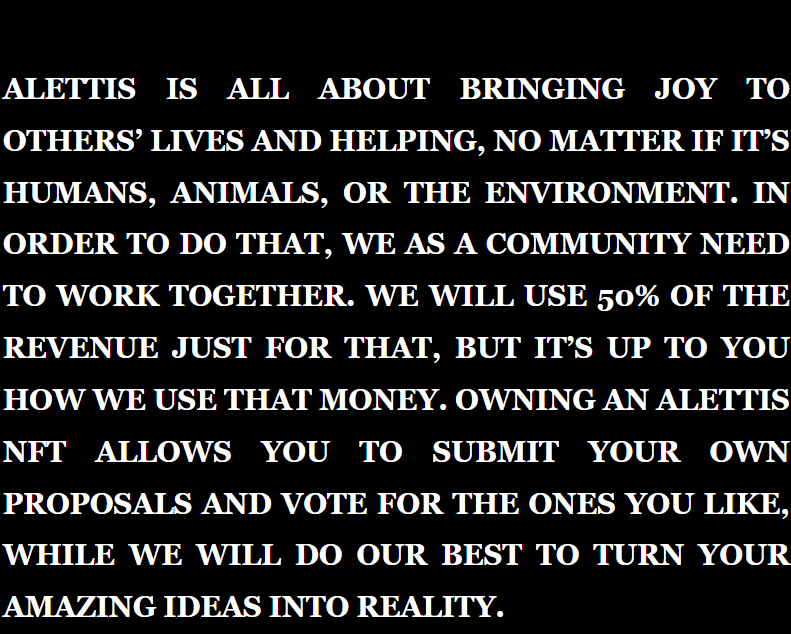 ALETTIS IS ALL ABOUT BRINGING JOY TO
OTHERS’ LIVES AND HELPING, NO MATTER IF IT’S
HUMANS, ANIMALS, OR THE ENVIRONMENT. IN
ORDER TO DO THAT, WE AS A COMMUNITY NEED
TO WORK TOGETHER. WE WILL USE 50% OF THE
REVENUE JUST FOR THAT, BUT IT’S UP TO YOU
HOW WE USE THAT MONEY. OWNING AN ALETTIS
NFT ALLOWS YOU TO SUBMIT YOUR OWN
PROPOSALS AND VOTE FOR THE ONES YOU LIKE,
WHILE WE WILL DO OUR BEST TO TURN YOUR
AMAZING IDEAS INTO REALITY.